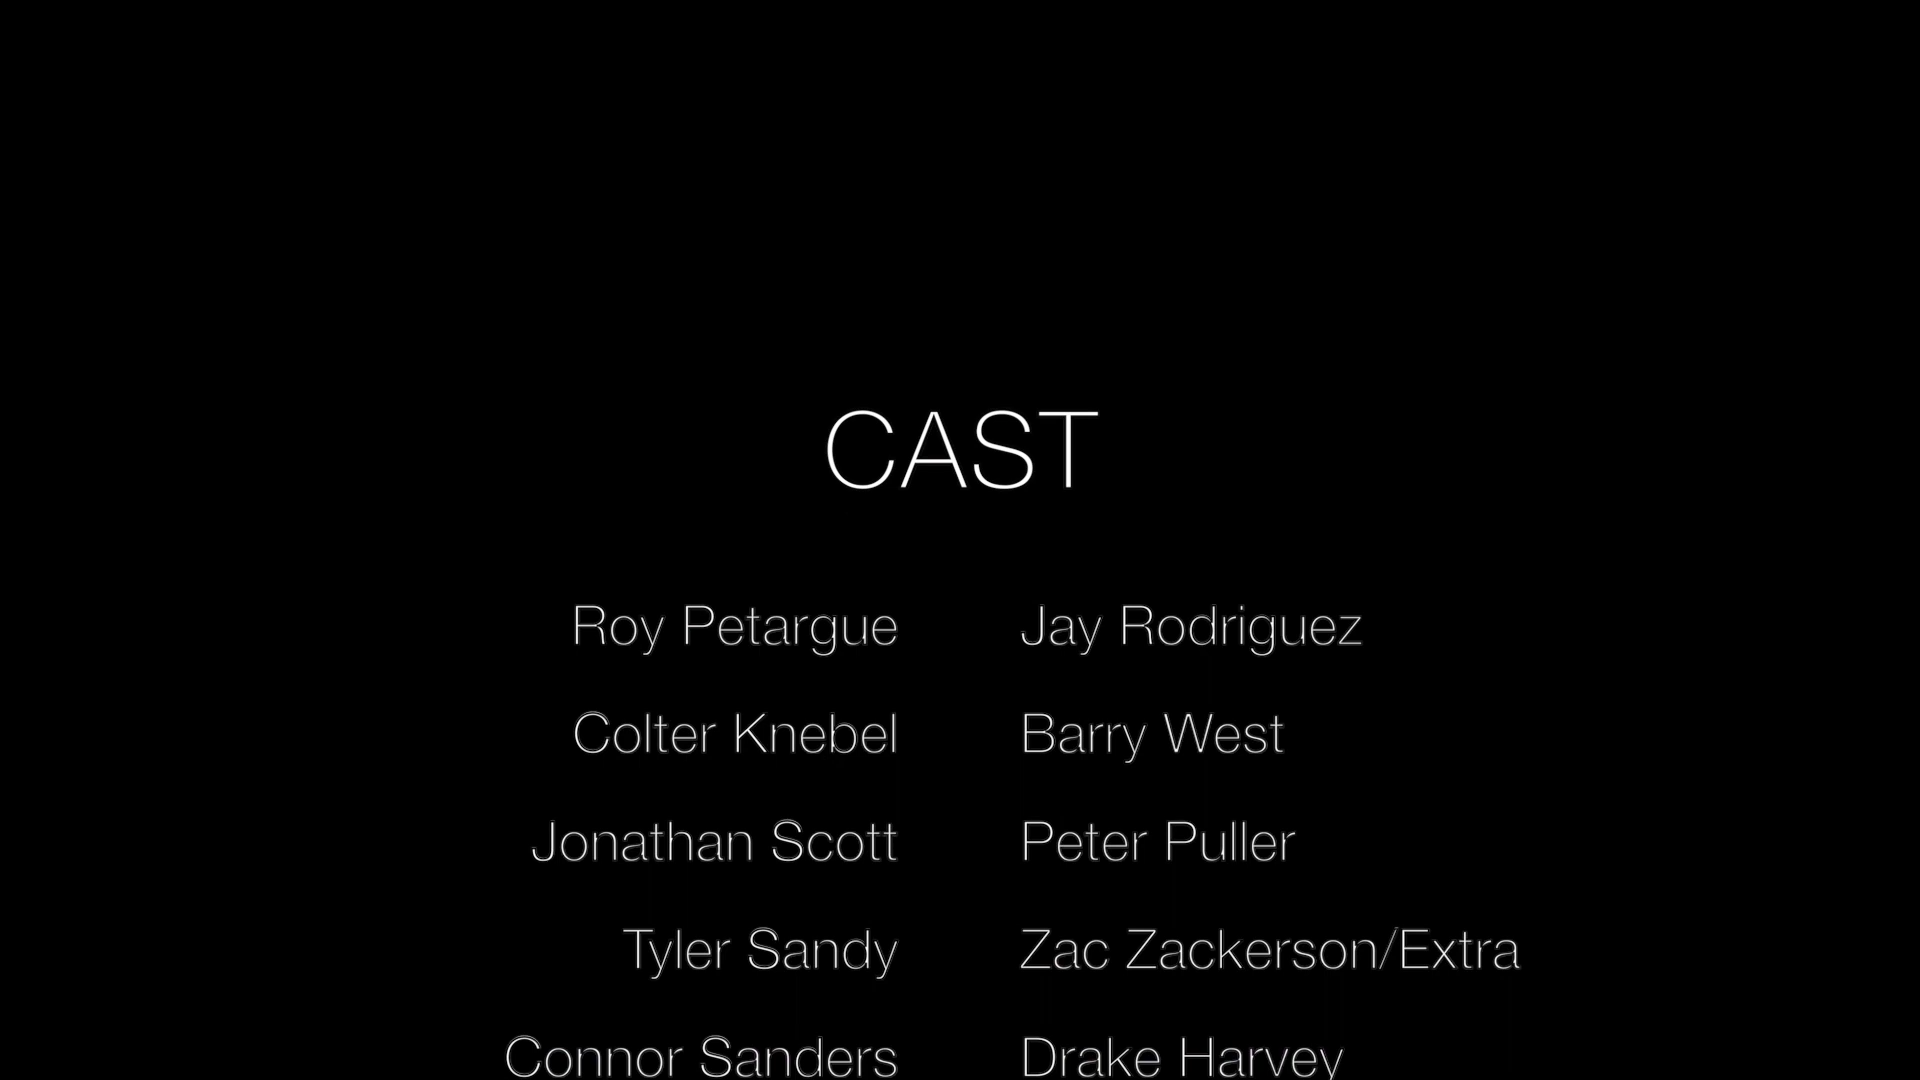 CAST
Roy Petargue Jay Rodriguez
Colter Knebel Barry West
Jonathan Scott Peter Puller
Tyler Sandy Zac Zackerson/Extra
Connor Sanders Drake Harvey